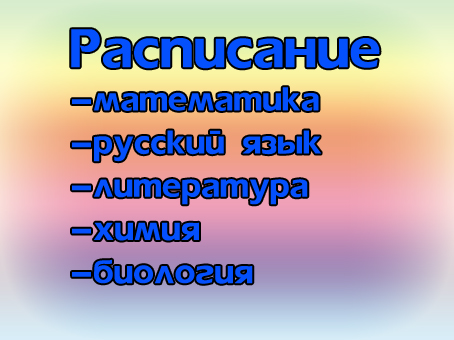 Расписание
-математика
-русский язык
-литература
-химия
-биология